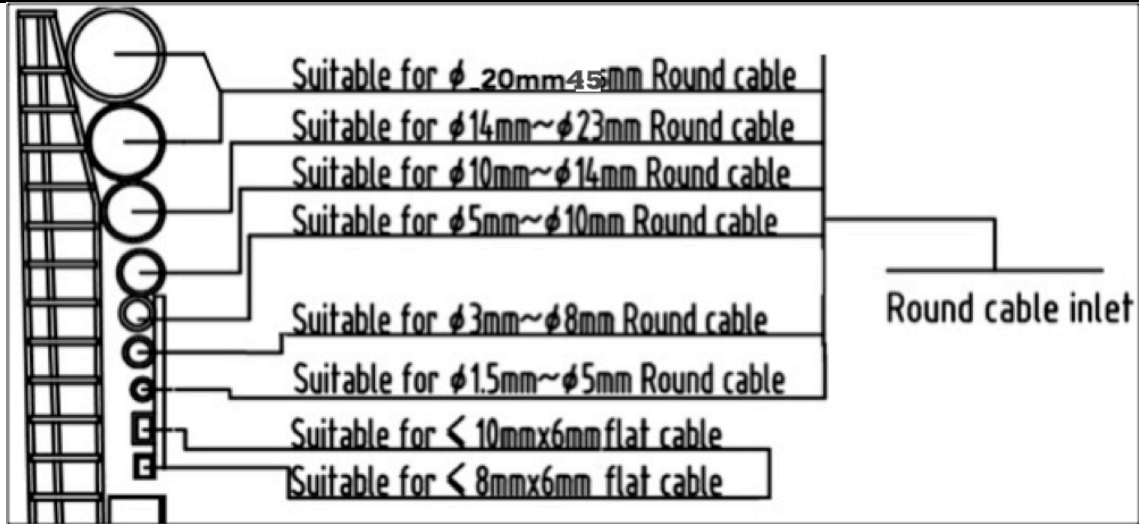 Suitable for ϕ 20mm45mm Round cable
Suitable for ϕ14mm~ϕ23mm Round cable
Suitable for ϕ10mm~ϕ14mm Round cable
Suitable for ϕ5mm~ϕ10mm Round cable
Round cable inlet
Suitable for ϕ3mm~ϕ8mm Round cable
Suitable for ϕ1.5mm~ϕ5mm Round cable
Suitable for < 10mmx6mm flat cable
Suitable for < 8mmx6mm flat cable